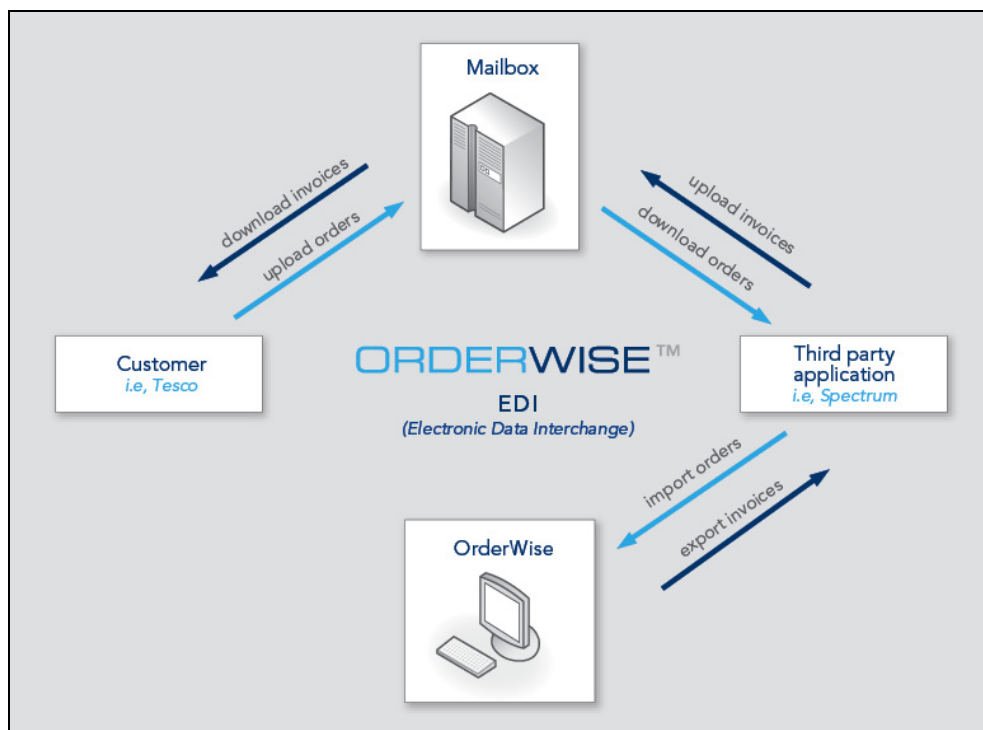 Mailbox
download invoices
upload orders
upload invoices
download orders
Customer
i.e, Tesco
ORDERWISE™
EDI
(Electronic Data Interchange)
Third party
application
i.e, Spectrum
import orders
export invoices
OrderWise